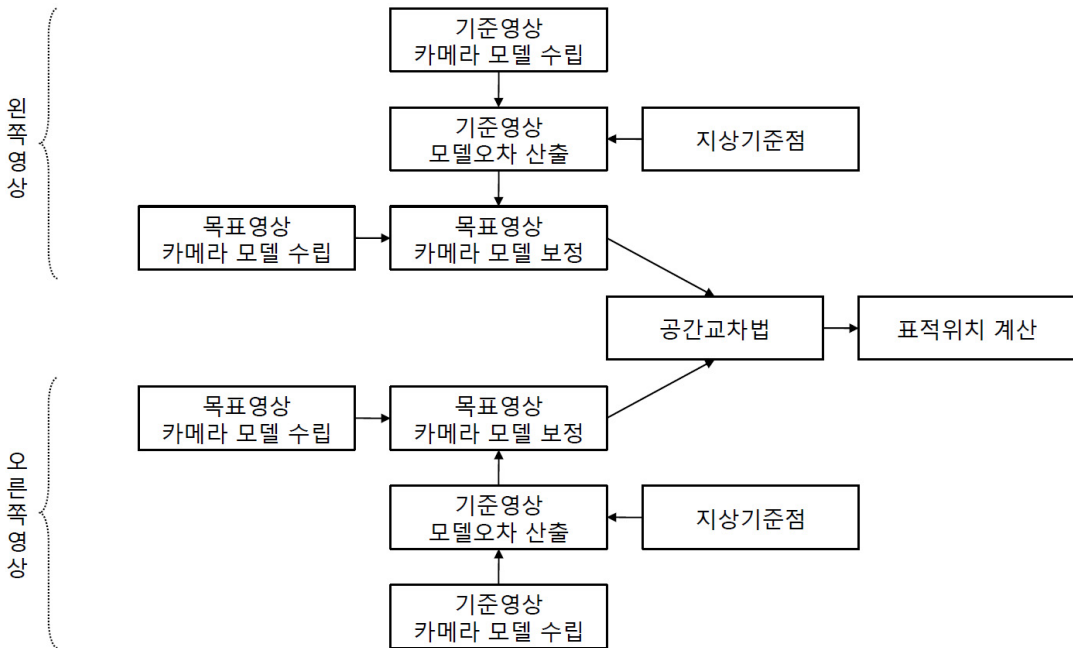 기준영상
카메라 모델 수립
왼쪽영상
기준영상
모델오차 산출
지상기준점
목표영상
카메라 모델 수립
목표영상
카메라 모델 보정
공간교차법
표적위치 계산
오른쪽영상
목표영상
카메라 모델 수립
목표영상
카메라 모델 보정
기준영상
모델오차 산출
지상기준점
기준영상
카메라 모델 수립